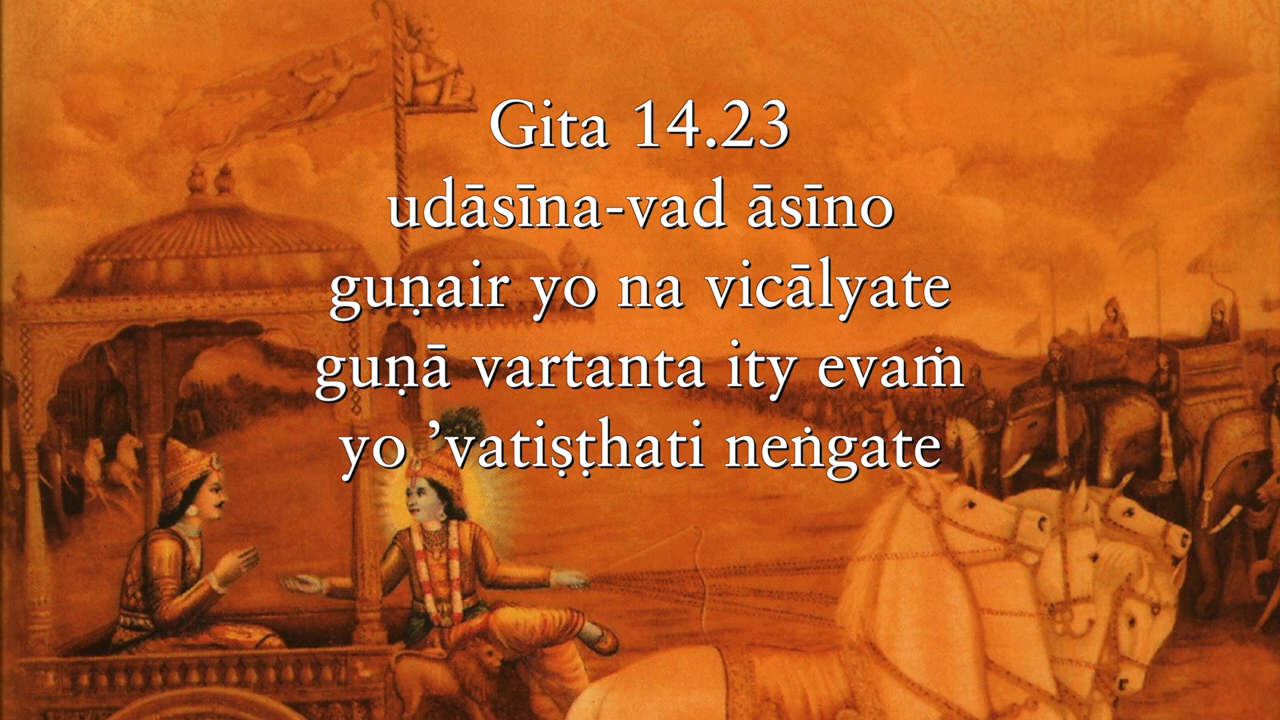 Gita 14.23
udāsīna-vad āsīno
guṇair yo na vicālyate
guṇā vartanta ity evaṁ
yo ’vatiṣṭhati neṅgate